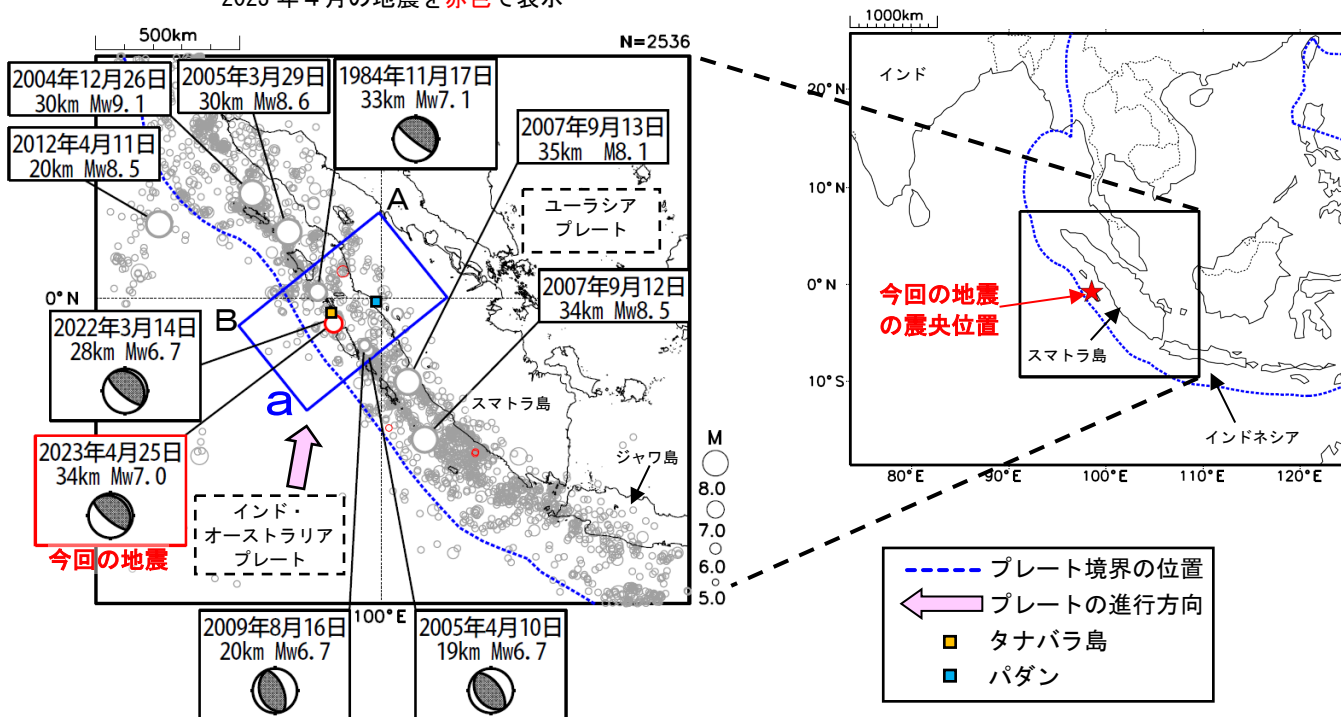 2023 年４月の地震を赤色で表示
500km
N=2536
2004年12月26日
30km Mw9.1
2005年3月29日
30km Mw8.6
1984年11月17日
33km Mw7.1
2012年4月11日
20km Mw8.5
2007年9月13日
35km M8.1
A
ユーラシア
プレート
2007年9月12日
34km Mw8.5
0°N
B
2022年3月14日
28km Mw6.7
a
スマトラ島
2023年4月25日
34km Mw7.0
今回の地震
インド・
オーストラリア
プレート
ジャワ島
M
8.0
7.0
6.0
5.0
100°E
2009年8月16日
20km Mw6.7
2005年4月10日
19km Mw6.7
1000km
インド
20°N
10°N
0°N
10°S
今回の地震
の震央位置
スマトラ島
インドネシア
80°E
90°E
100°E
110°E
120°E
プレート境界の位置
プレートの進行方向
タナバラ島
パダン